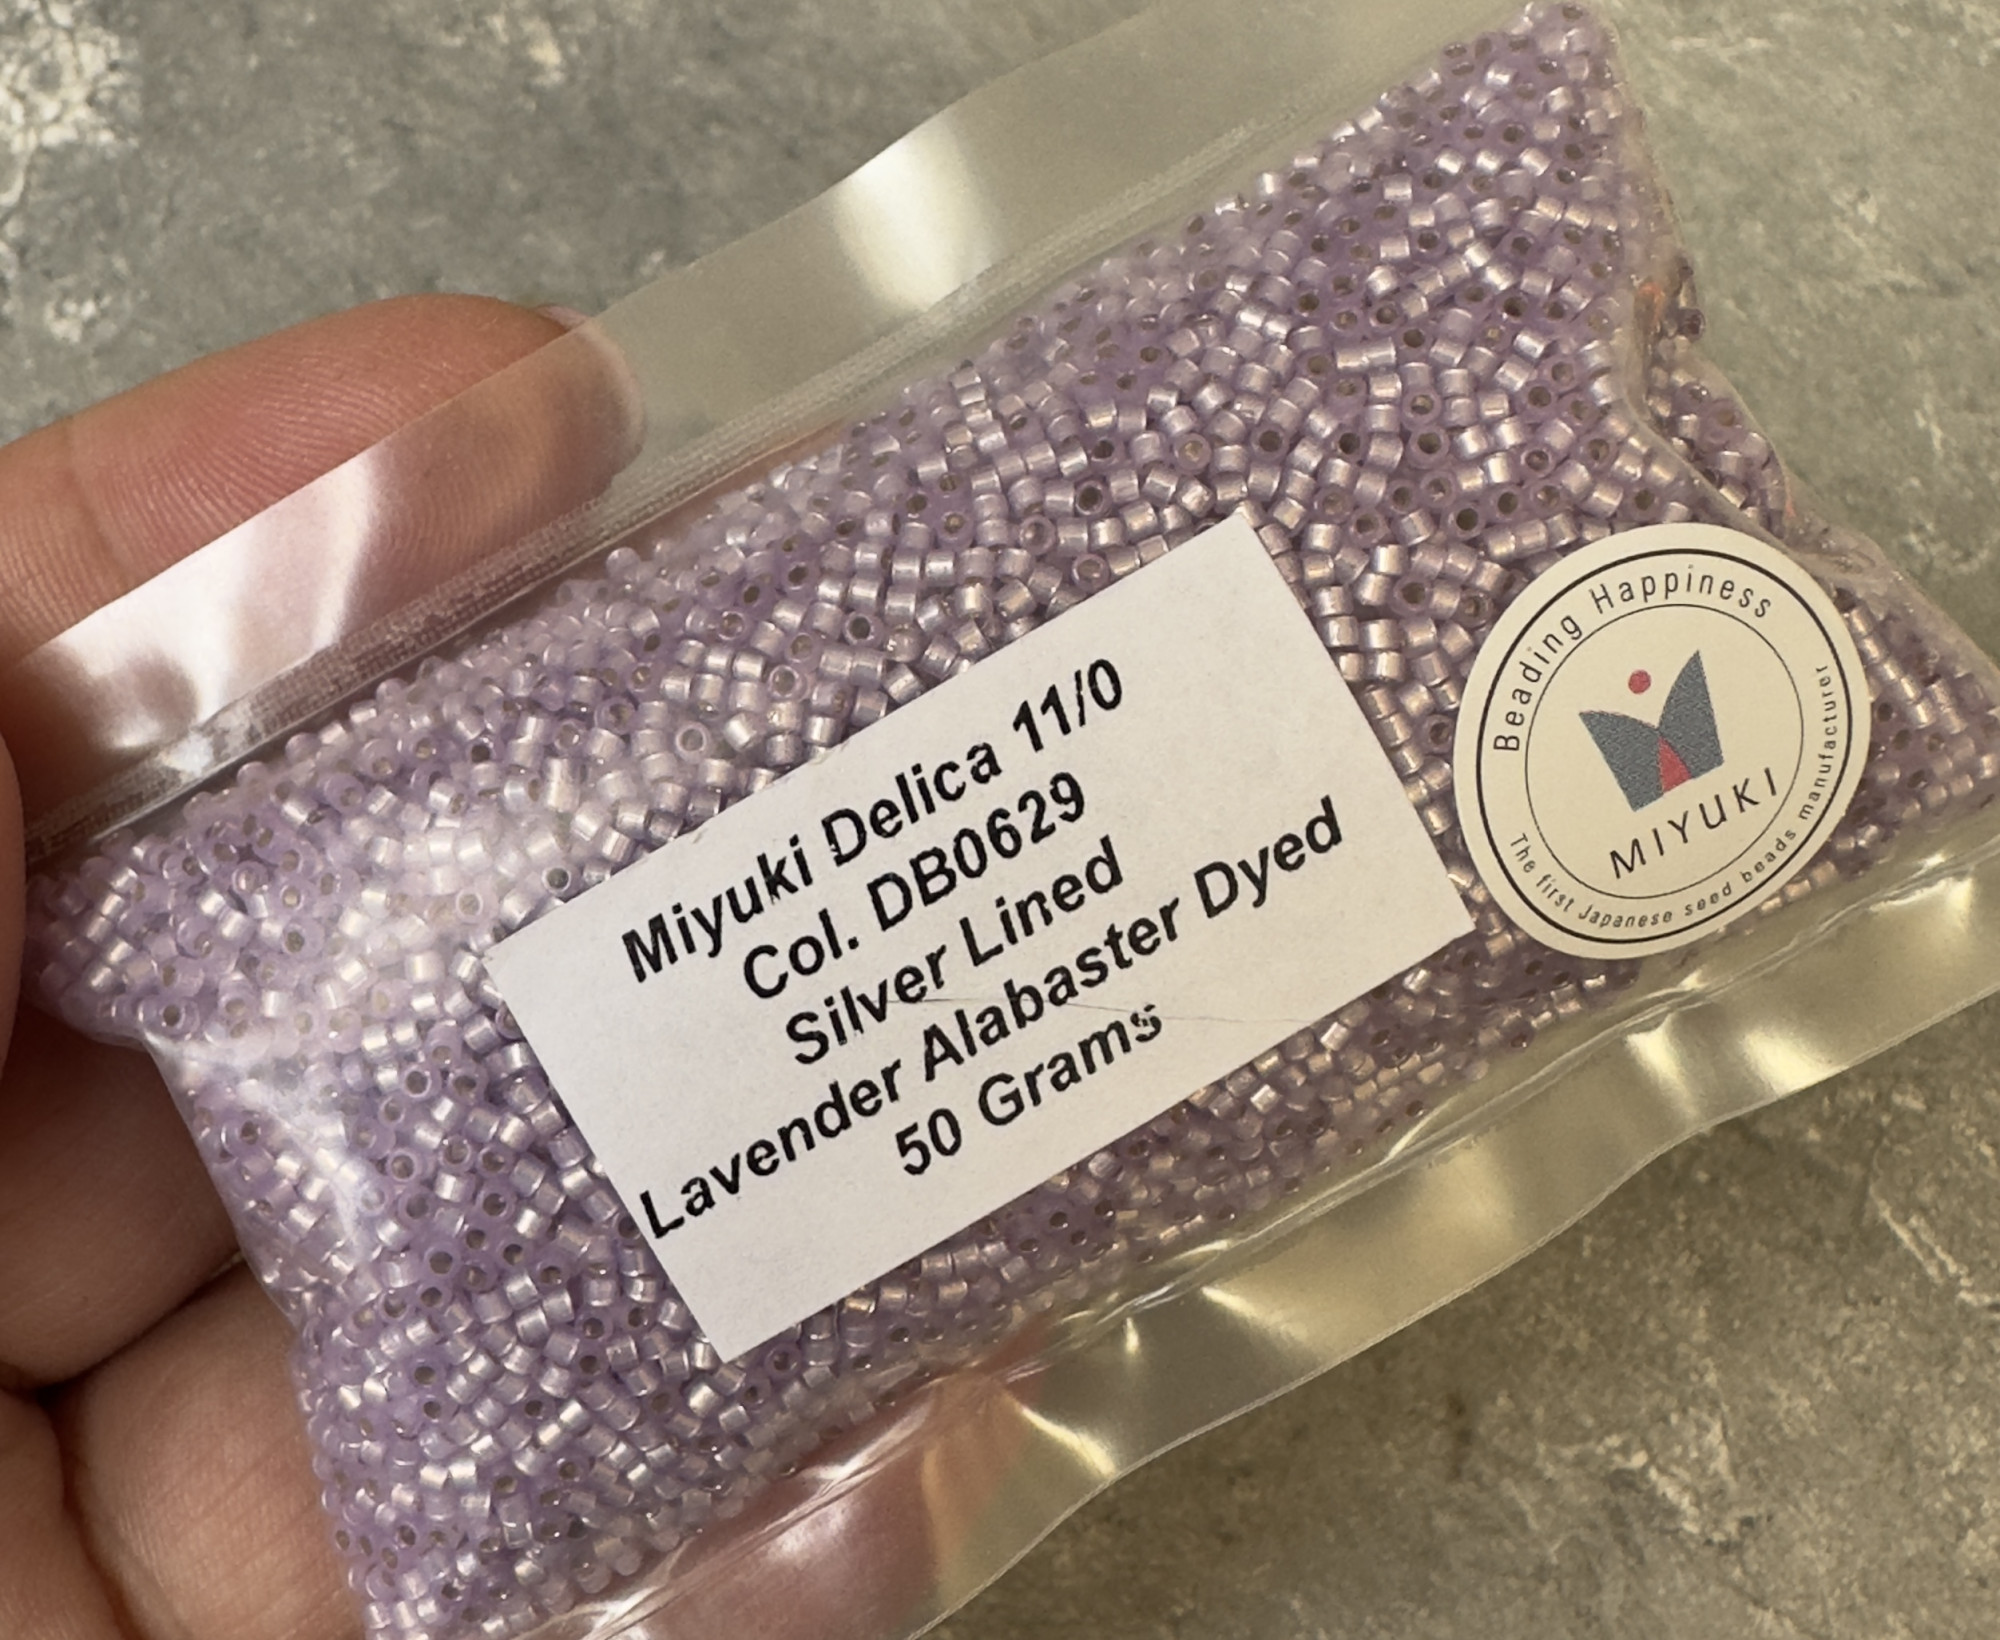 Miyuki Delica 11/0
Col. DB0629
Silver Lined
Lavender Alabaster Dyed
50 Grams
Beading Happiness
MIYUKI
The first Japanese seed beads manufacturer